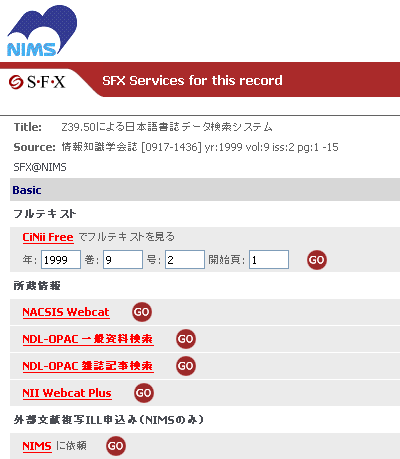 NIMS
S·F·X SFX Services for this record
Title: Z39.50による日本語書誌データ検索システム
Source: 情報知識学会誌 [0917-1436] yr:1999 vol:9 iss:2 pg:1 -15
SFX@NIMS
Basic
フルテキスト
CiNii Free でフルテキストを見る
年: 1999 巻: 9 号: 2 開始頁: 1 GO
所蔵情報
NACSIS Webcat GO
NDL-OPAC 一般資料検索 GO
NDL-OPAC 雑誌記事検索 GO
NII Webcat Plus GO
外部文献複写ILL申込み(NIMSのみ)
NIMS に依頼 GO